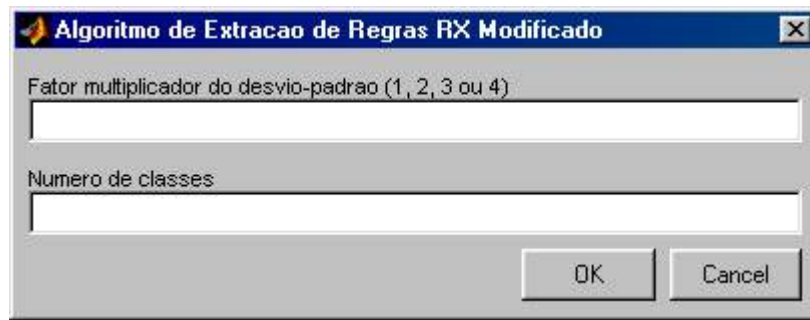 Algoritmo de Extracao de Regras RX Modificado
Fator multiplicador do desvio-padrao (1, 2, 3 ou 4)
Numero de classes
OK Cancel